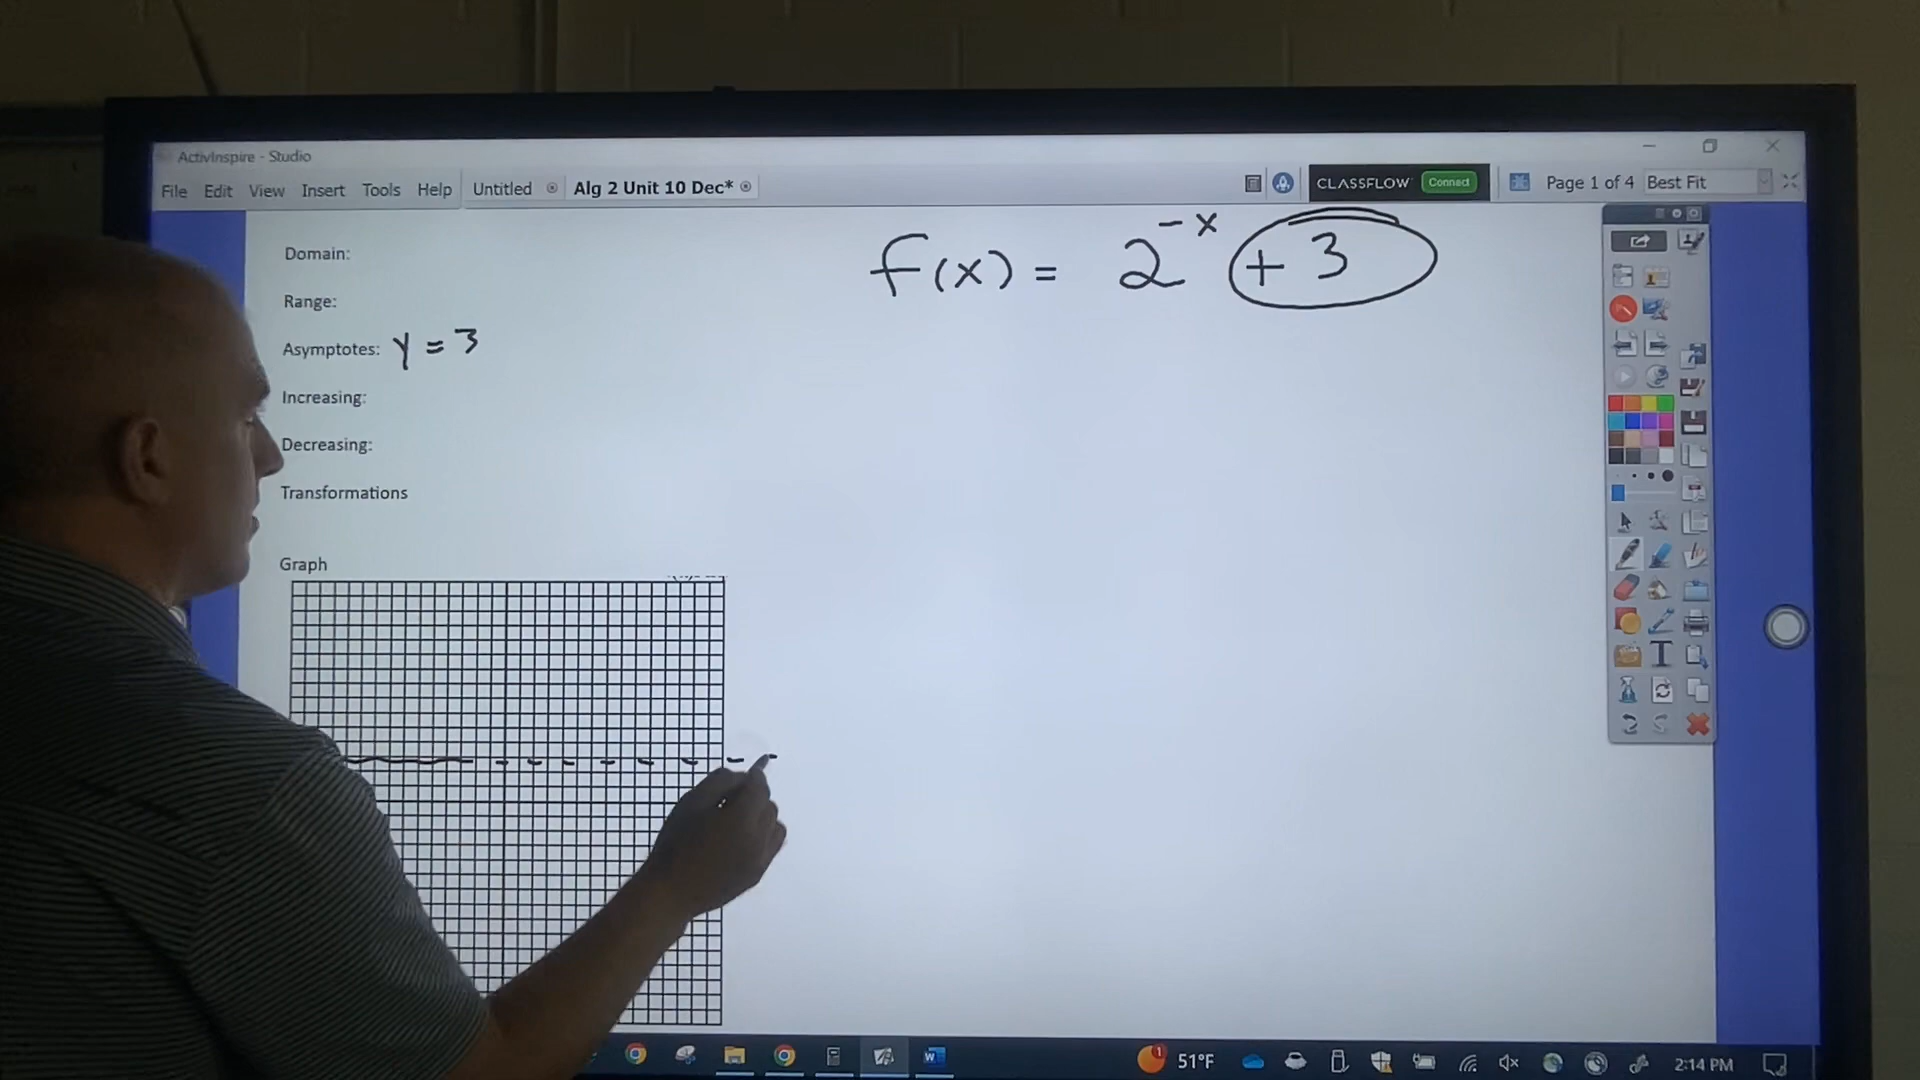 ActivInspire - Studio
File Edit View Insert Tools Help Untitled Alg 2 Unit 10 Dec* CLASSFLOW Connect Page 1 of 4 Best Fit
f(x) = 2^-x + 3
Domain:
Range:
Asymptotes: y = 3
Increasing:
Decreasing:
Transformations
Graph
51°F 2:14 PM